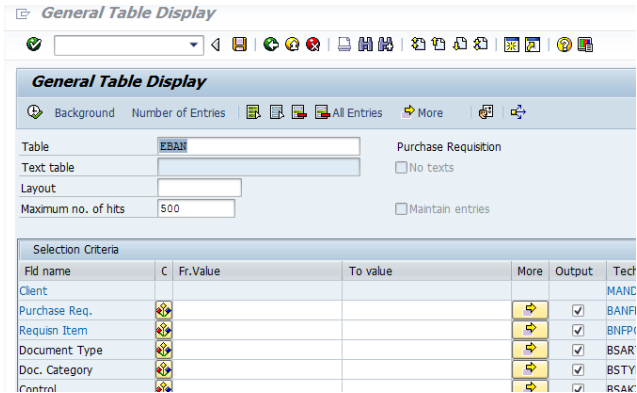 General Table Display
General Table Display
Background Number of Entries All Entries More
Table EBAN Purchase Requisition
Text table No texts
Layout
Maximum no. of hits 500 Maintain entries
Selection Criteria
Fld name C Fr.Value To value More Output Tech
Client MAND
Purchase Req. BANF
Requisn Item BNFP
Document Type BSAR
Doc. Category BSTY
Control BSAK